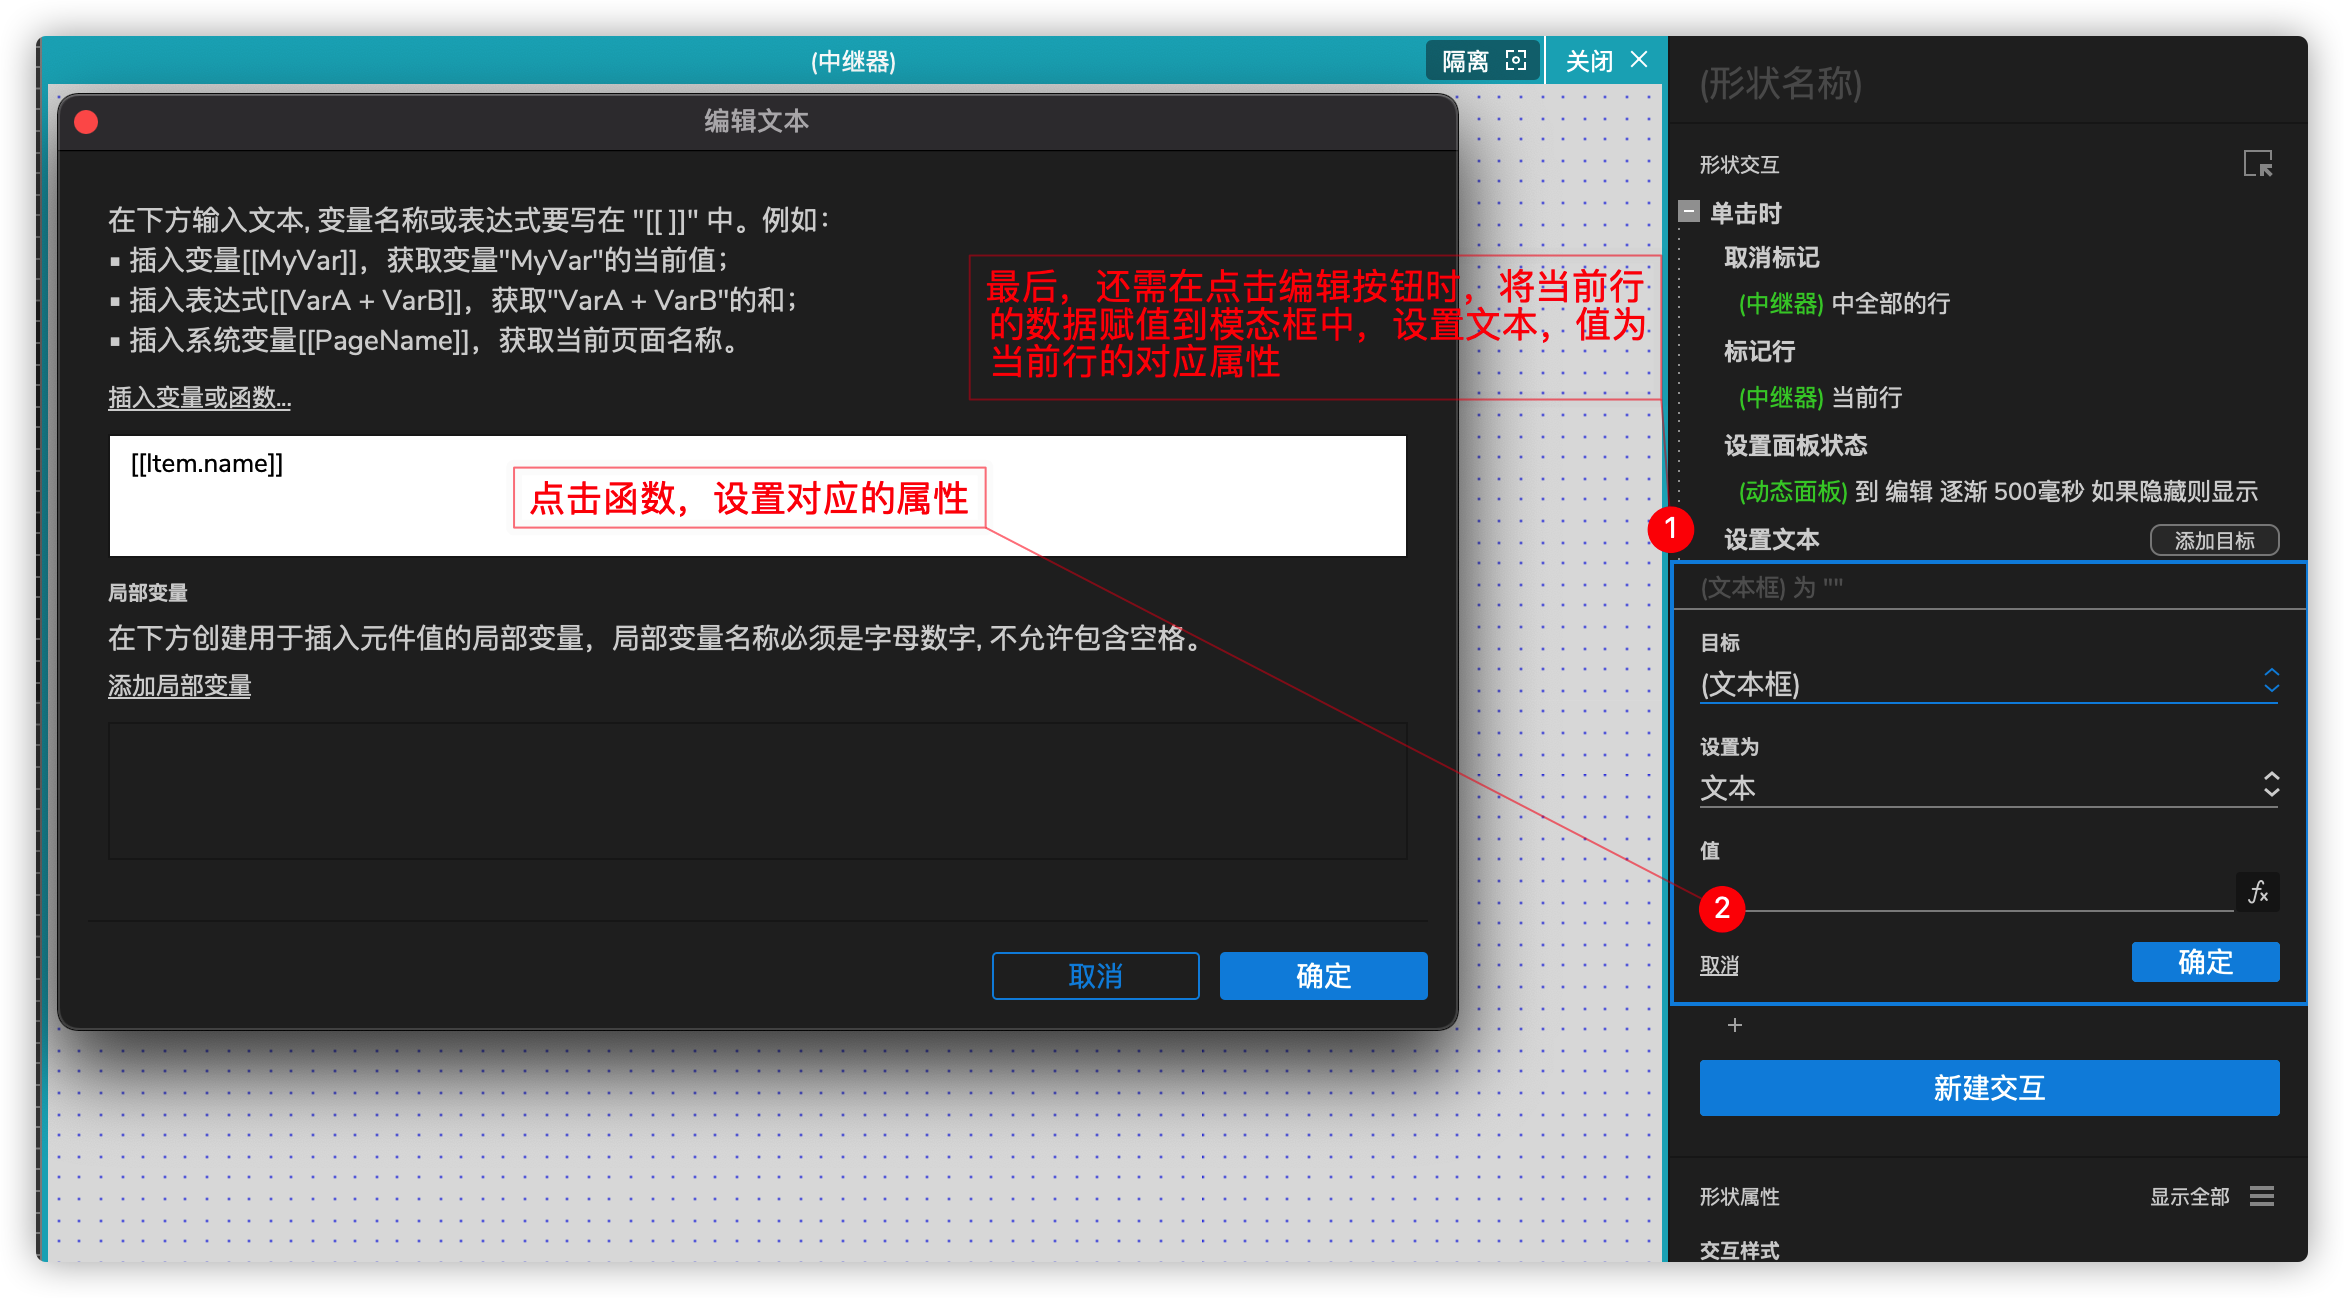 (中继器)
隔离
关闭
编辑文本
在下方输入文本, 变量名称或表达式要写在 "[[ ]]" 中。例如：
▪ 插入变量[[MyVar]]，获取变量"MyVar"的当前值；
▪ 插入表达式[[VarA + VarB]]，获取"VarA + VarB"的和；
▪ 插入系统变量[[PageName]]，获取当前页面名称。
最后，还需在点击编辑按钮时，将当前行
的数据赋值到模态框中，设置文本，值为
当前行的对应属性
插入变量或函数...
[[Item.name]]
点击函数，设置对应的属性
局部变量
在下方创建用于插入元件值的局部变量，局部变量名称必须是字母数字, 不允许包含空格。
添加局部变量
取消
确定
(形状名称)
形状交互
单击时
取消标记
(中继器) 中全部的行
标记行
(中继器) 当前行
设置面板状态
(动态面板) 到 编辑 逐渐 500毫秒 如果隐藏则显示
1
设置文本
添加目标
(文本框) 为 ""
目标
(文本框)
设置为
文本
值
2
fx
取消
确定
+
新建交互
形状属性
显示全部
交互样式